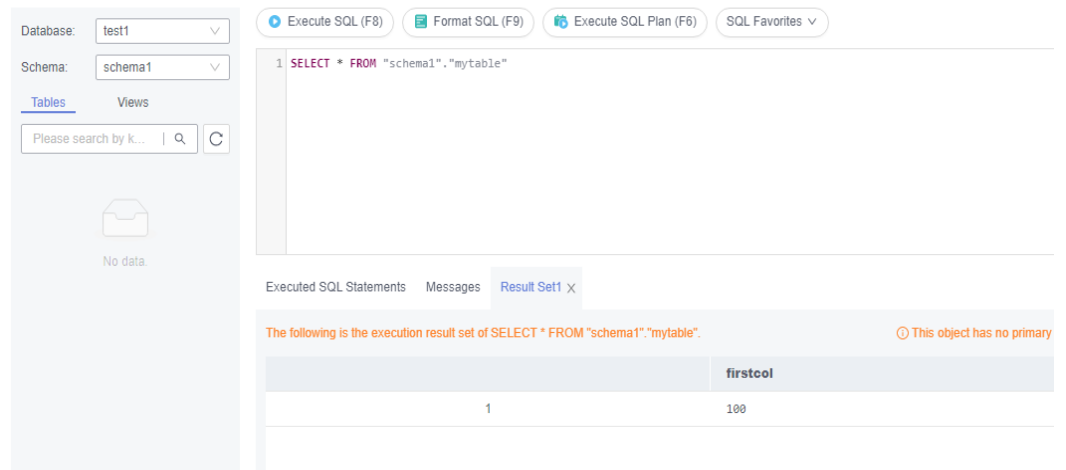 Database: test1
Schema: schema1
Tables Views
Please search by k...
No data.
Execute SQL (F8) Format SQL (F9) Execute SQL Plan (F6) SQL Favorites
1 SELECT * FROM "schema1"."mytable"
Executed SQL Statements Messages Result Set1
The following is the execution result set of SELECT * FROM "schema1"."mytable". This object has no primary
firstcol
1 100